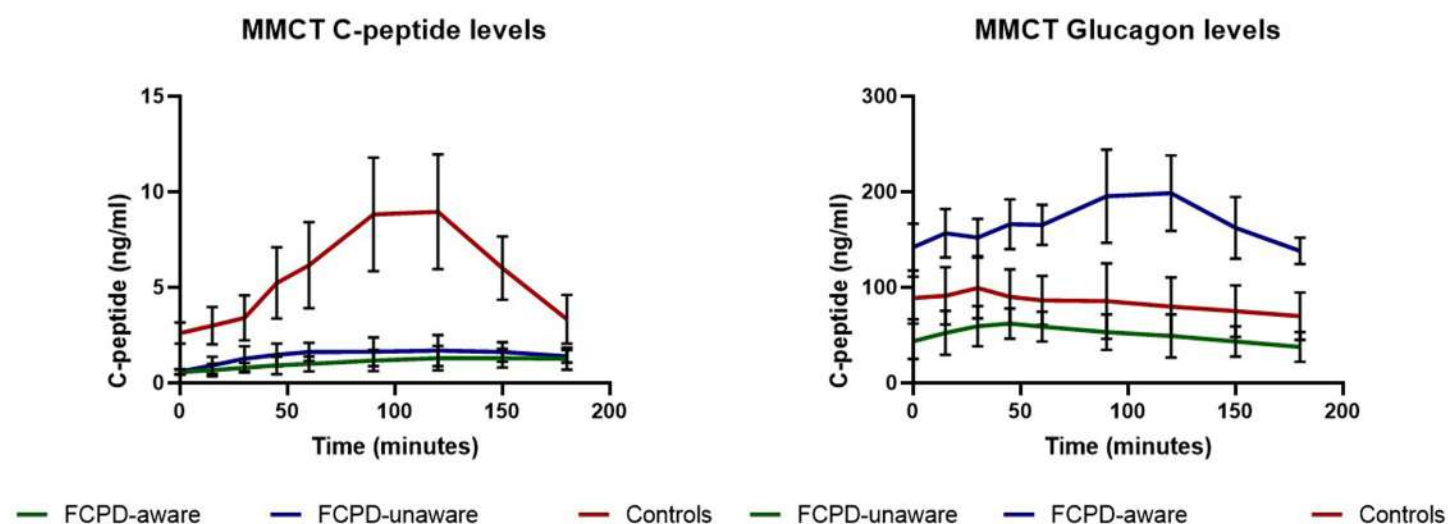 MMCT C-peptide levels
MMCT Glucagon levels
15
10
5
0
C-peptide (ng/ml)
0 50 100 150 200
Time (minutes)
300
200
100
0
C-peptide (ng/ml)
0 50 100 150 200
Time (minutes)
FCPD-aware FCPD-unaware Controls FCPD-unaware FCPD-aware Controls